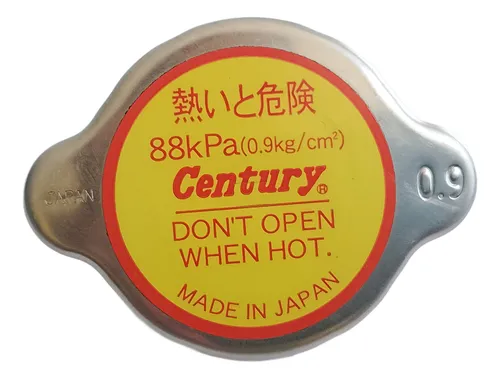 熱いと危険
88kPa(0.9kg/cm²)
Century®
DON'T OPEN
WHEN HOT.
MADE IN JAPAN
JAPAN
0.9